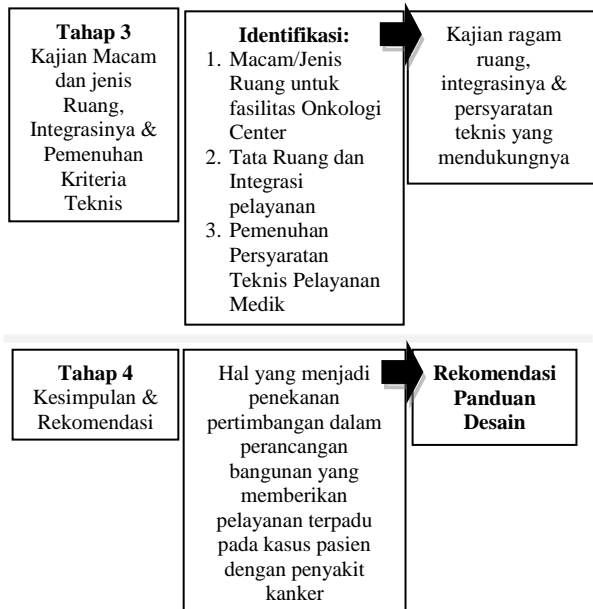 Tahap 3
Kajian Macam
dan jenis
Ruang,
Integrasinya &
Pemenuhan
Kriteria
Teknis
Identifikasi:
1. Macam/Jenis
Ruang untuk
fasilitas Onkologi
Center
2. Tata Ruang dan
Integrasi
pelayanan
3. Pemenuhan
Persyaratan
Teknis Pelayanan
Medik
Kajian ragam
ruang,
integrasinya &
persyaratan
teknis yang
mendukungnya
Tahap 4
Kesimpulan &
Rekomendasi
Hal yang menjadi
penekanan
pertimbangan dalam
perancangan
bangunan yang
memberikan
pelayanan terpadu
pada kasus pasien
dengan penyakit
kanker
Rekomendasi
Panduan
Desain